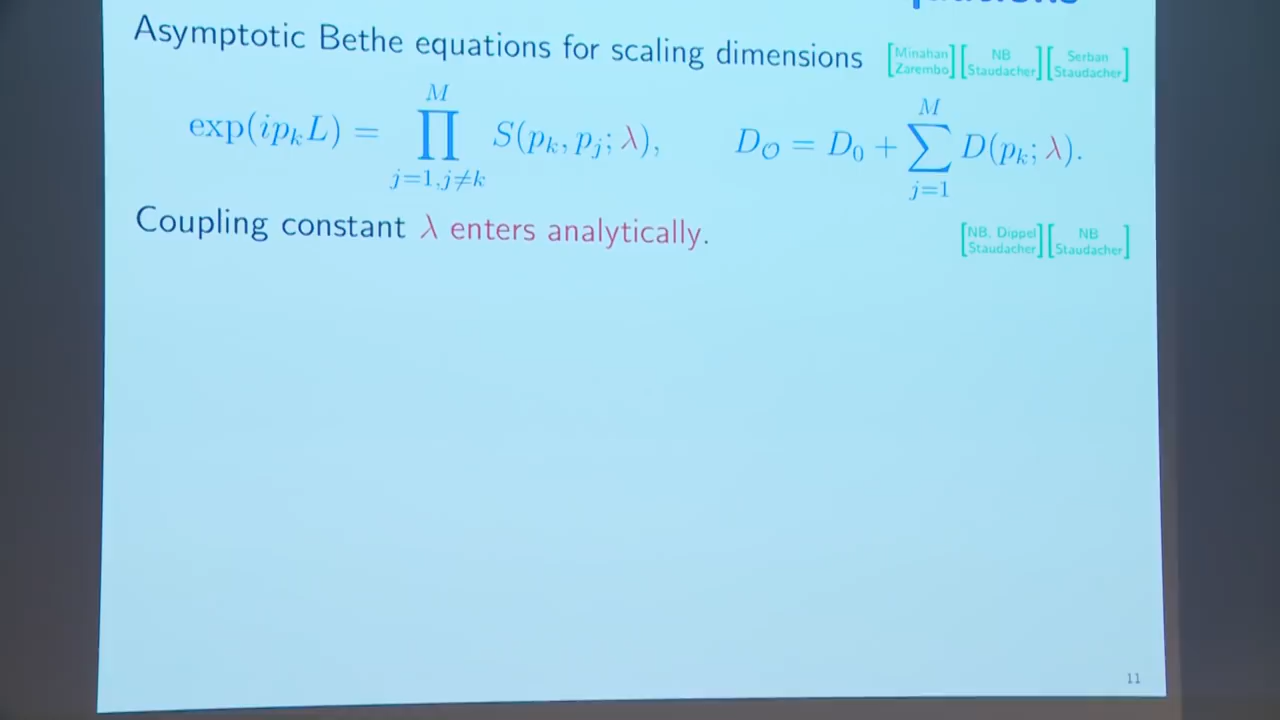 Asymptotic Bethe equations for scaling dimensions [Minahan Zarembo] [NB Staudacher] [Serban Staudacher]
exp(ip_k L) = ∏_{j=1,j≠k}^{M} S(p_k, p_j; λ), D_𝒪 = D_0 + ∑_{j=1}^{M} D(p_k; λ).
Coupling constant λ enters analytically. [NB, Dippel Staudacher] [NB Staudacher]
11